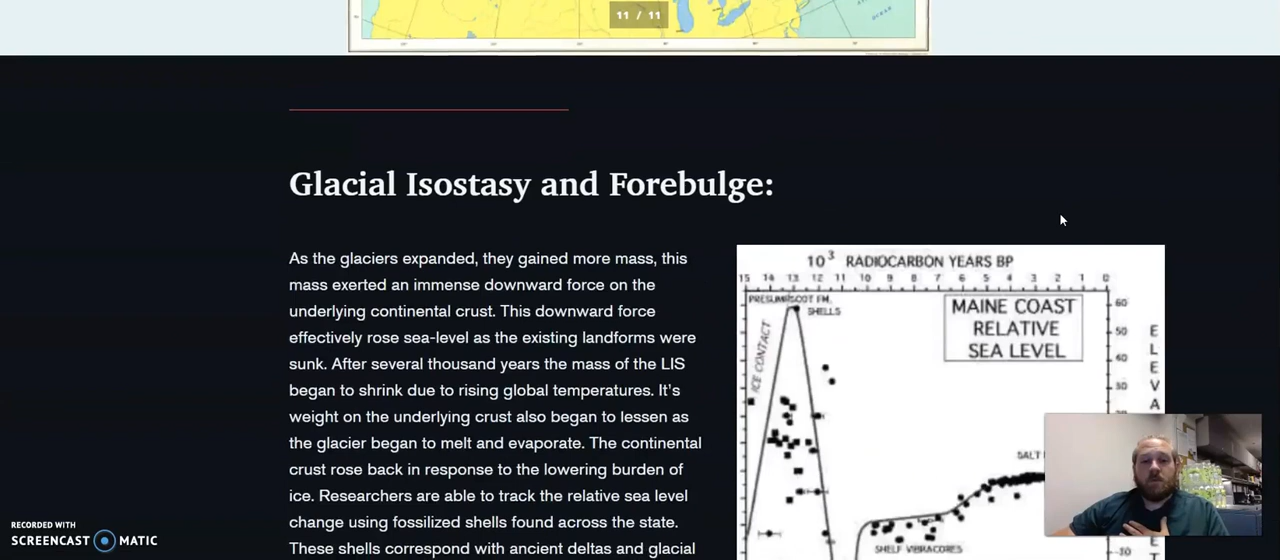 11 / 11
Glacial Isostasy and Forebulge:
As the glaciers expanded, they gained more mass, this
mass exerted an immense downward force on the
underlying continental crust. This downward force
effectively rose sea-level as the existing landforms were
sunk. After several thousand years the mass of the LIS
began to shrink due to rising global temperatures. It's
weight on the underlying crust also began to lessen as
the glacier began to melt and evaporate. The continental
crust rose back in response to the lowering burden of
ice. Researchers are able to track the relative sea level
change using fossilized shells found across the state.
These shells correspond with ancient deltas and glacial
10³ RADIOCARBON YEARS BP
15 14 13 12 11 10 9 8 7 6 5 4 3 2 1 0
PRESUMPSCOT FM.
SHELLS
ICE CONTACT
MAINE COAST
RELATIVE
SEA LEVEL
60
50
40
30
E
L
E
V
A
SALT
SHELF VIBRACORES
-30
RECORDED WITH
SCREENCAST MATIC